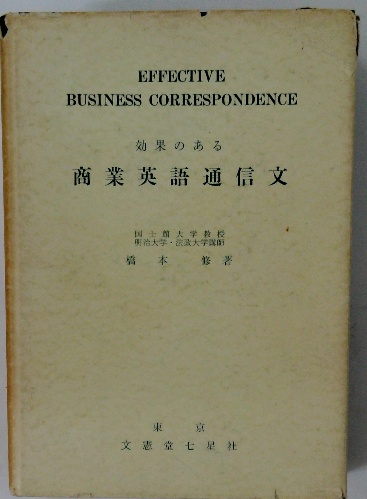 EFFECTIVE
BUSINESS CORRESPONDENCE
効果のある
商業英語通信文
国士館大学教授
明治大学・法政大学講師
橋本 修 著
東京
文憲堂七星社